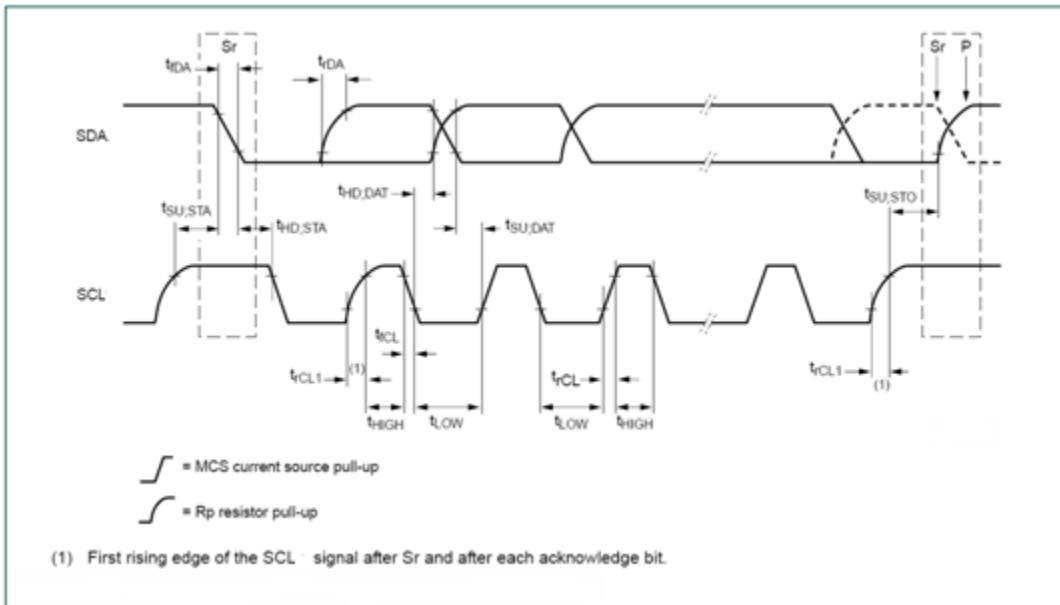 Sr
Sr P
tfDA
trDA
SDA
tHD;DAT
tSU;STA
tSU;STO
tHD;STA
tSU;DAT
SCL
tfCL
trCL1
(1)
trCL
trCL1
(1)
tHIGH
tLOW
tLOW
tHIGH
= MCS current source pull-up
= Rp resistor pull-up
(1) First rising edge of the SCL signal after Sr and after each acknowledge bit.